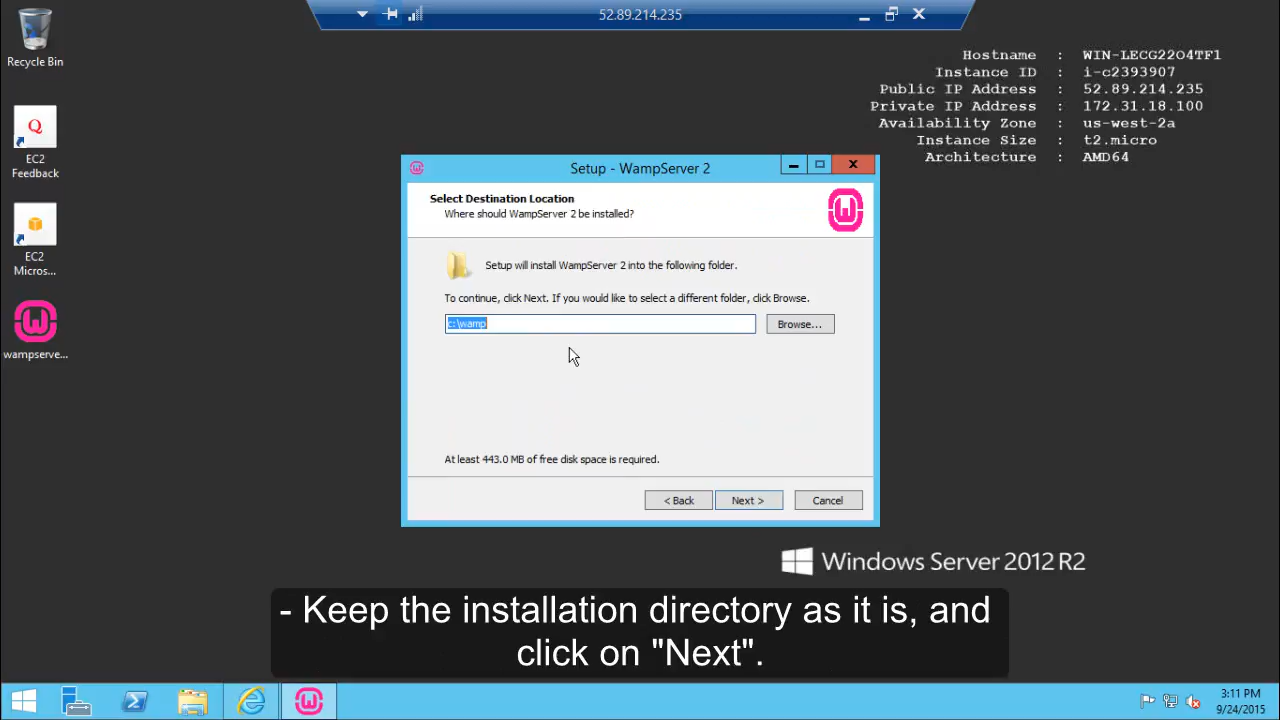 52.89.214.235
Recycle Bin
Hostname : WIN-LECG22O4TF1
Instance ID : i-c2393907
Public IP Address : 52.89.214.235
Private IP Address : 172.31.18.100
Availability Zone : us-west-2a
Instance Size : t2.micro
Architecture : AMD64
EC2
Feedback
EC2
Micros...
wampserve...
Setup - WampServer 2
Select Destination Location
Where should WampServer 2 be installed?
Setup will install WampServer 2 into the following folder.
To continue, click Next. If you would like to select a different folder, click Browse.
c:\wamp
Browse...
At least 443.0 MB of free disk space is required.
< Back
Next >
Cancel
Windows Server 2012 R2
- Keep the installation directory as it is, and
click on "Next".
3:11 PM
9/24/2015